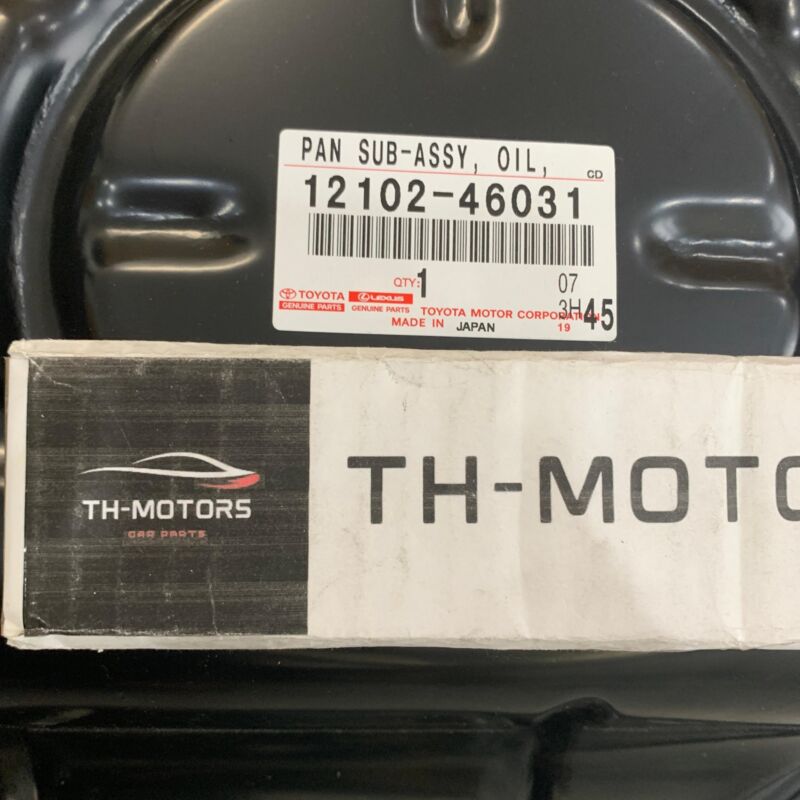 PAN SUB-ASSY, OIL,
CD
12102-46031
QTY:1
07
3H 45
TOYOTA
LEXUS
GENUINE PARTS
GENUINE PARTS
TOYOTA MOTOR CORPORATION
MADE IN JAPAN
19
TH-MOTORS
CAR PARTS
TH-MOTO